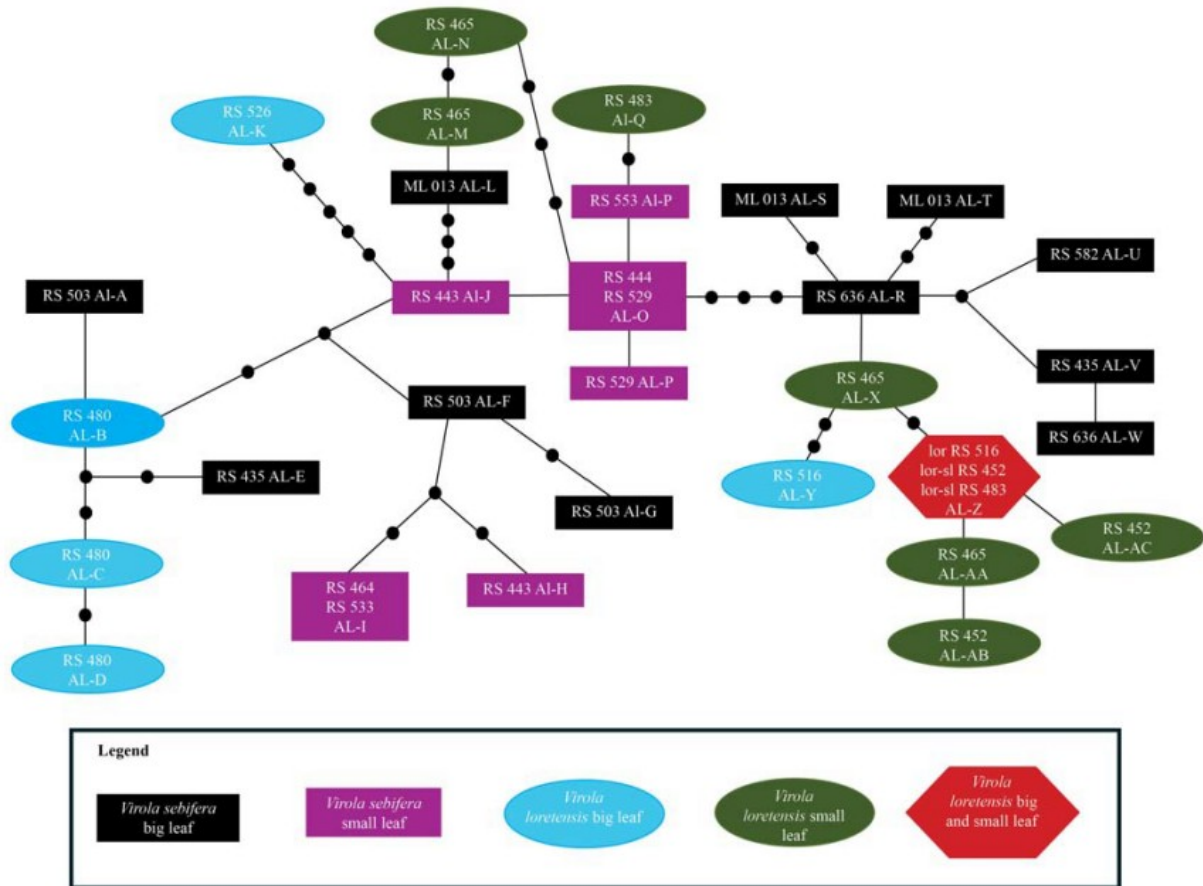 RS 465
AL-N
RS 526
AL-K
RS 465
AL-M
RS 483
Al-Q
ML 013 AL-L
RS 553 Al-P
ML 013 AL-S
ML 013 AL-T
RS 582 AL-U
RS 503 Al-A
RS 443 Al-J
RS 444
RS 529
AL-O
RS 636 AL-R
RS 529 AL-P
RS 435 AL-V
RS 465
AL-X
RS 503 AL-F
RS 480
AL-B
RS 636 AL-W
RS 435 AL-E
RS 516
AL-Y
lor RS 516
lor-sl RS 452
lor-sl RS 483
AL-Z
RS 503 Al-G
RS 452
AL-AC
RS 480
AL-C
RS 465
AL-AA
RS 464
RS 533
AL-I
RS 443 Al-H
RS 452
AL-AB
RS 480
AL-D
Legend
Virola sebifera
big leaf
Virola sebifera
small leaf
Virola
loretensis big leaf
Virola
loretensis small
leaf
Virola
loretensis big
and small leaf